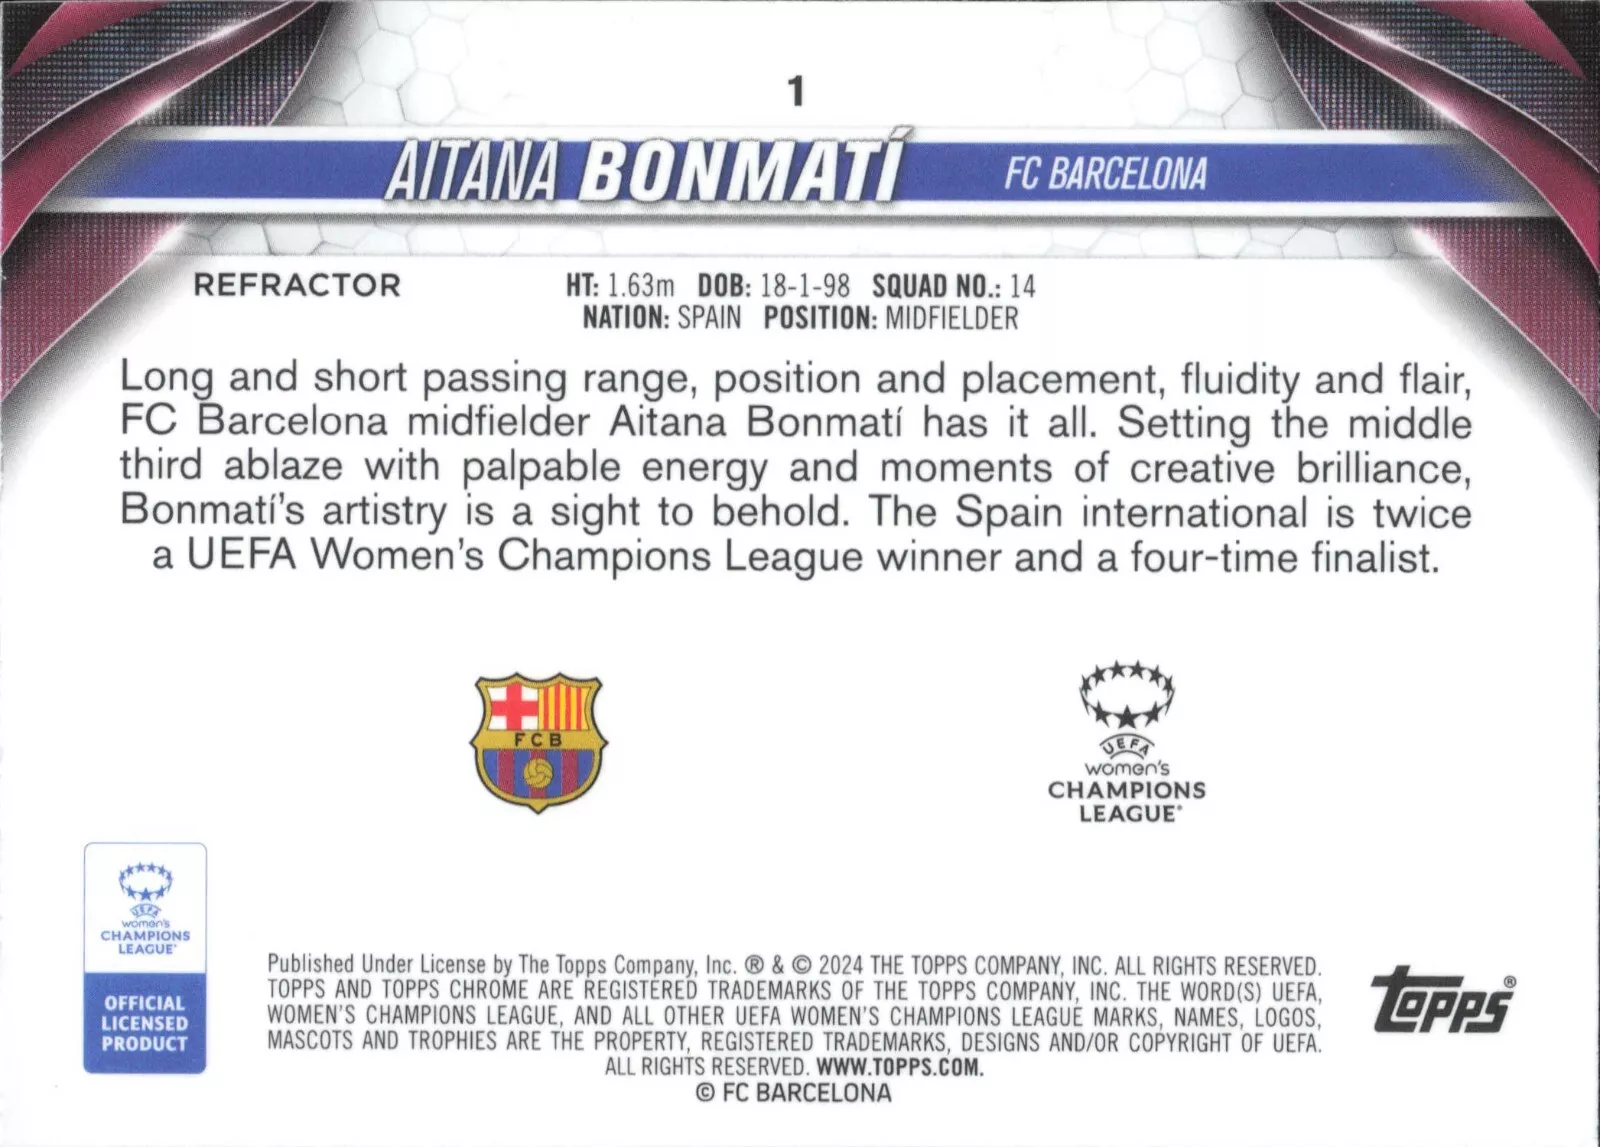 1
AITANA BONMATÍ FC BARCELONA
REFRACTOR
HT: 1.63m DOB: 18-1-98 SQUAD NO.: 14
NATION: SPAIN POSITION: MIDFIELDER
Long and short passing range, position and placement, fluidity and flair,
FC Barcelona midfielder Aitana Bonmatí has it all. Setting the middle
third ablaze with palpable energy and moments of creative brilliance,
Bonmatí's artistry is a sight to behold. The Spain international is twice
a UEFA Women's Champions League winner and a four-time finalist.
FCB
UEFA
women's
CHAMPIONS
LEAGUE®
UEFA
women's
CHAMPIONS
LEAGUE®
OFFICIAL
LICENSED
PRODUCT
Published Under License by The Topps Company, Inc. ® & © 2024 THE TOPPS COMPANY, INC. ALL RIGHTS RESERVED.
TOPPS AND TOPPS CHROME ARE REGISTERED TRADEMARKS OF THE TOPPS COMPANY, INC. THE WORD(S) UEFA,
WOMEN'S CHAMPIONS LEAGUE, AND ALL OTHER UEFA WOMEN'S CHAMPIONS LEAGUE MARKS, NAMES, LOGOS,
MASCOTS AND TROPHIES ARE THE PROPERTY, REGISTERED TRADEMARKS, DESIGNS AND/OR COPYRIGHT OF UEFA.
ALL RIGHTS RESERVED. WWW.TOPPS.COM.
© FC BARCELONA
Topps®